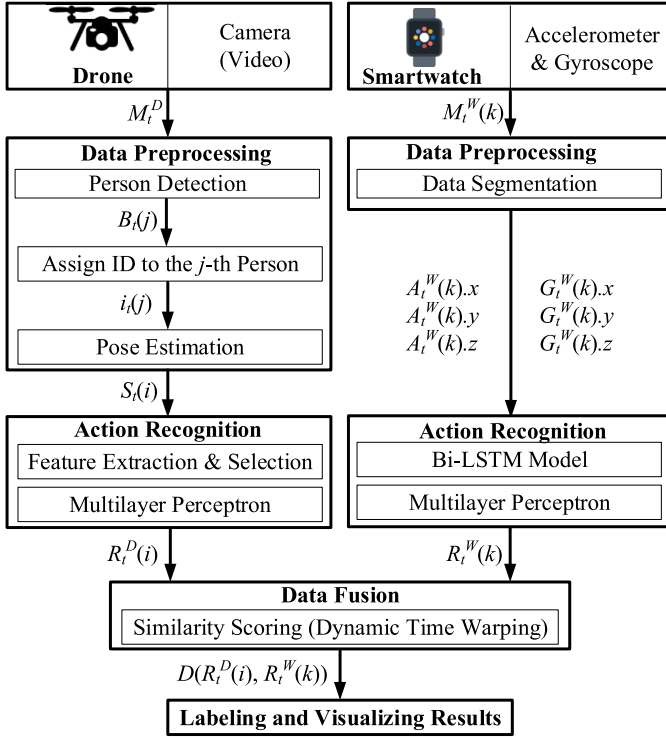 Drone
Camera
(Video)
Smartwatch
Accelerometer
& Gyroscope
M_t^D
M_t^W(k)
Data Preprocessing
Person Detection
B_t(j)
Assign ID to the j-th Person
i_t(j)
Pose Estimation
S_t(i)
Data Preprocessing
Data Segmentation
A_t^W(k).x
A_t^W(k).y
A_t^W(k).z
G_t^W(k).x
G_t^W(k).y
G_t^W(k).z
Action Recognition
Feature Extraction & Selection
Multilayer Perceptron
R_t^D(i)
Action Recognition
Bi-LSTM Model
Multilayer Perceptron
R_t^W(k)
Data Fusion
Similarity Scoring (Dynamic Time Warping)
D(R_t^D(i), R_t^W(k))
Labeling and Visualizing Results